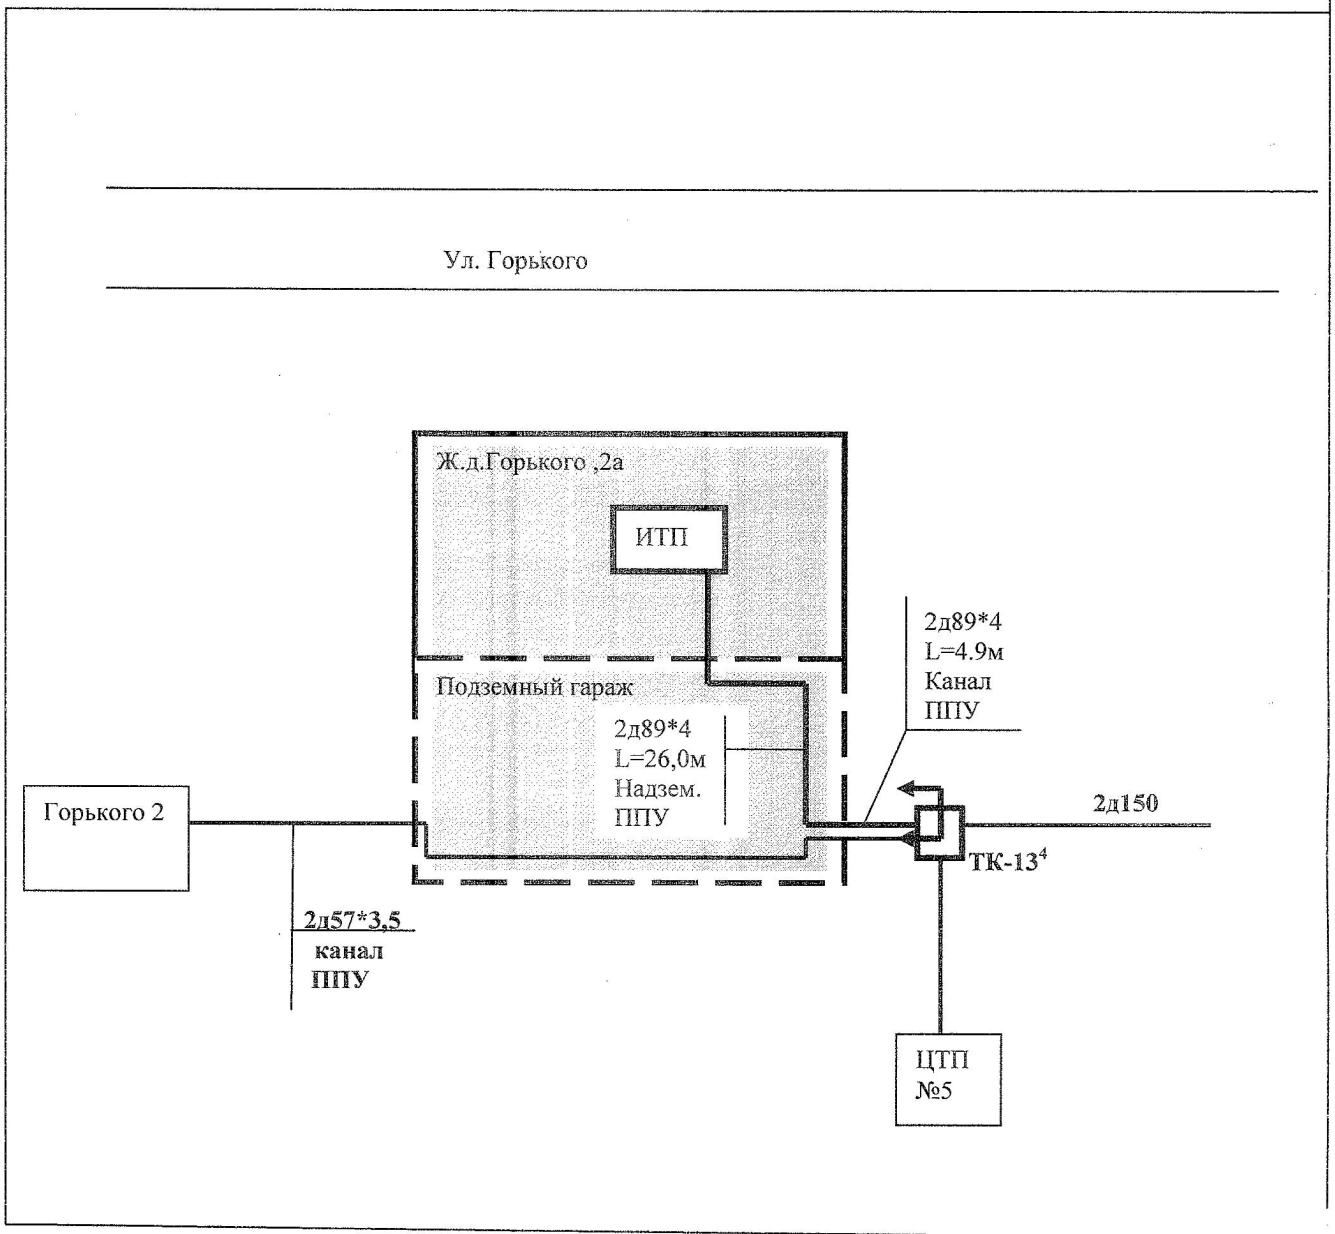 Ул. Горького
Ж.д.Горького ,2а
ИТП
2д89*4
L=4.9м
Канал
ППУ
Подземный гараж
2д89*4
L=26,0м
Надзем.
ППУ
Горького 2
2д150
ТК-13⁴
2д57*3,5
канал
ППУ
ЦТП
№5